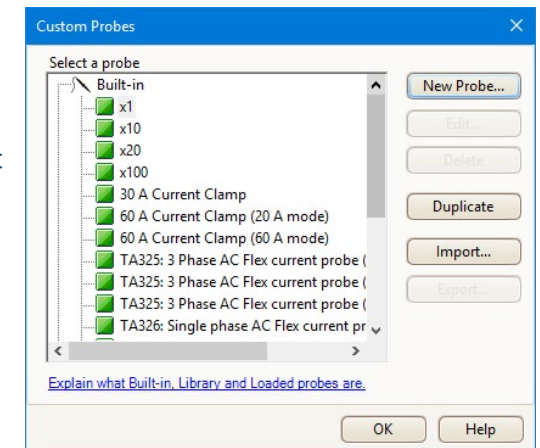 Custom Probes
Select a probe
Built-in
x1
x10
x20
x100
30 A Current Clamp
60 A Current Clamp (20 A mode)
60 A Current Clamp (60 A mode)
TA325: 3 Phase AC Flex current probe (
TA325: 3 Phase AC Flex current probe (
TA325: 3 Phase AC Flex current probe (
TA326: Single phase AC Flex current pr
New Probe...
Edit...
Delete
Duplicate
Import...
Export...
Explain what Built-in, Library and Loaded probes are.
OK
Help